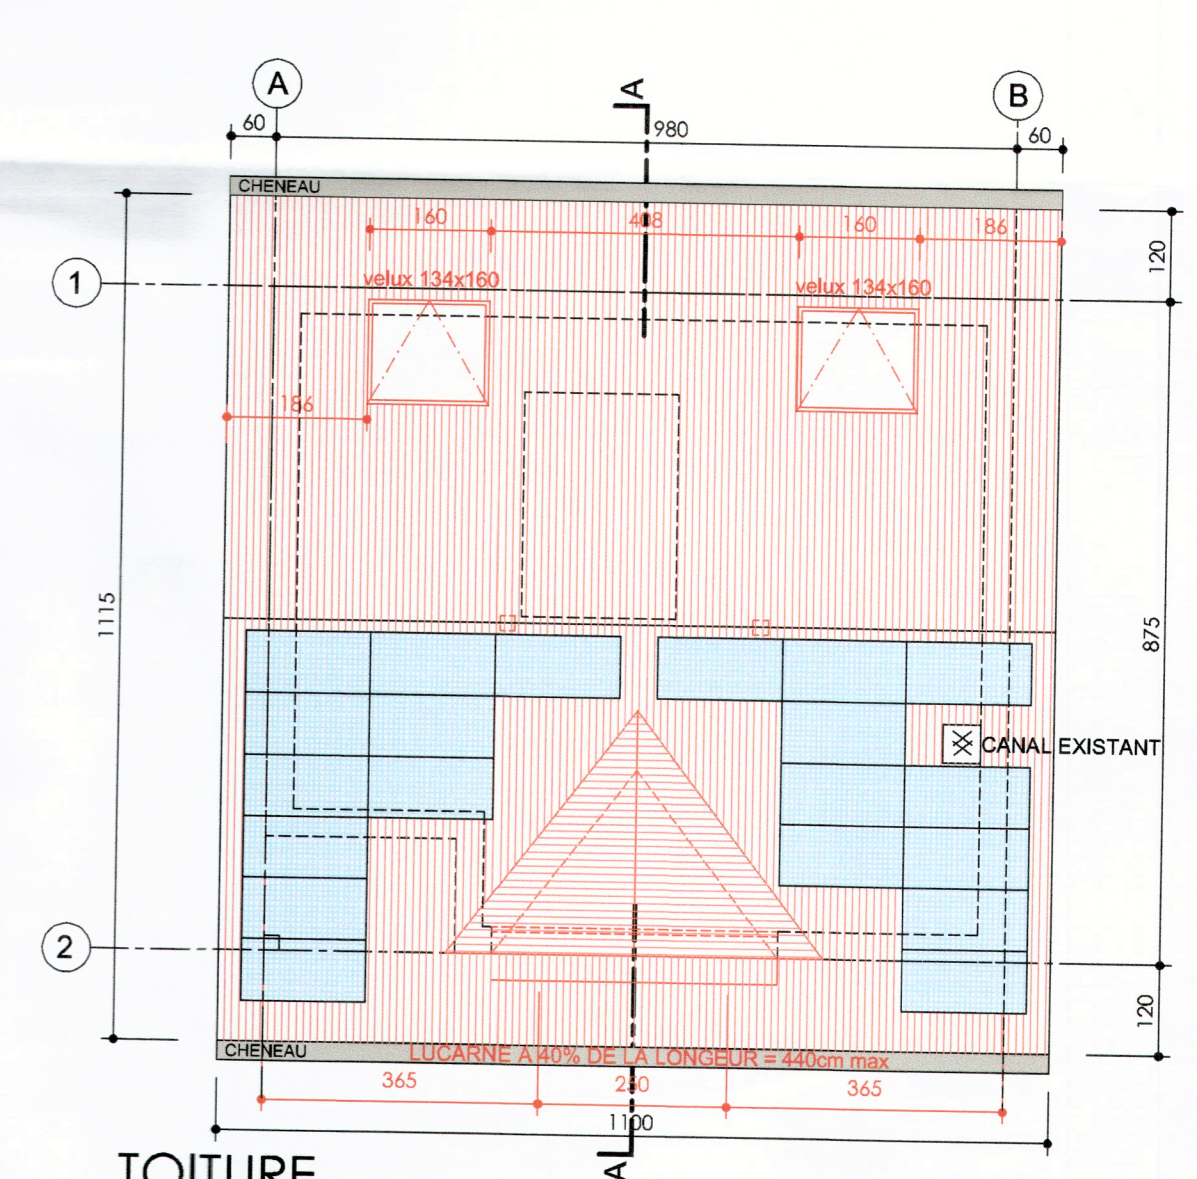 A
A
B
60
980
60
CHENEAU
160
408
160
186
120
1
velux 134x160
velux 134x160
186
1115
875
CANAL EXISTANT
2
120
CHENEAU
LUCARNE A 40% DE LA LONGEUR = 440cm max
365
250
365
1100
A
TOITURE